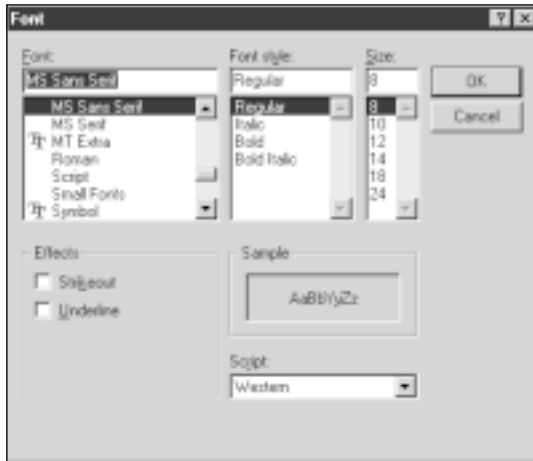 Font
Font: Font style: Size:
MS Sans Serif Regular 8 OK
MS Sans Serif Regular 8 Cancel
MS Serif Italic 10
MT Extra Bold 12
Roman Bold Italic 14
Script 18
Small Fonts 24
Symbol
Effects Sample
Strikeout AaBbYyZz
Underline
Script:
Western